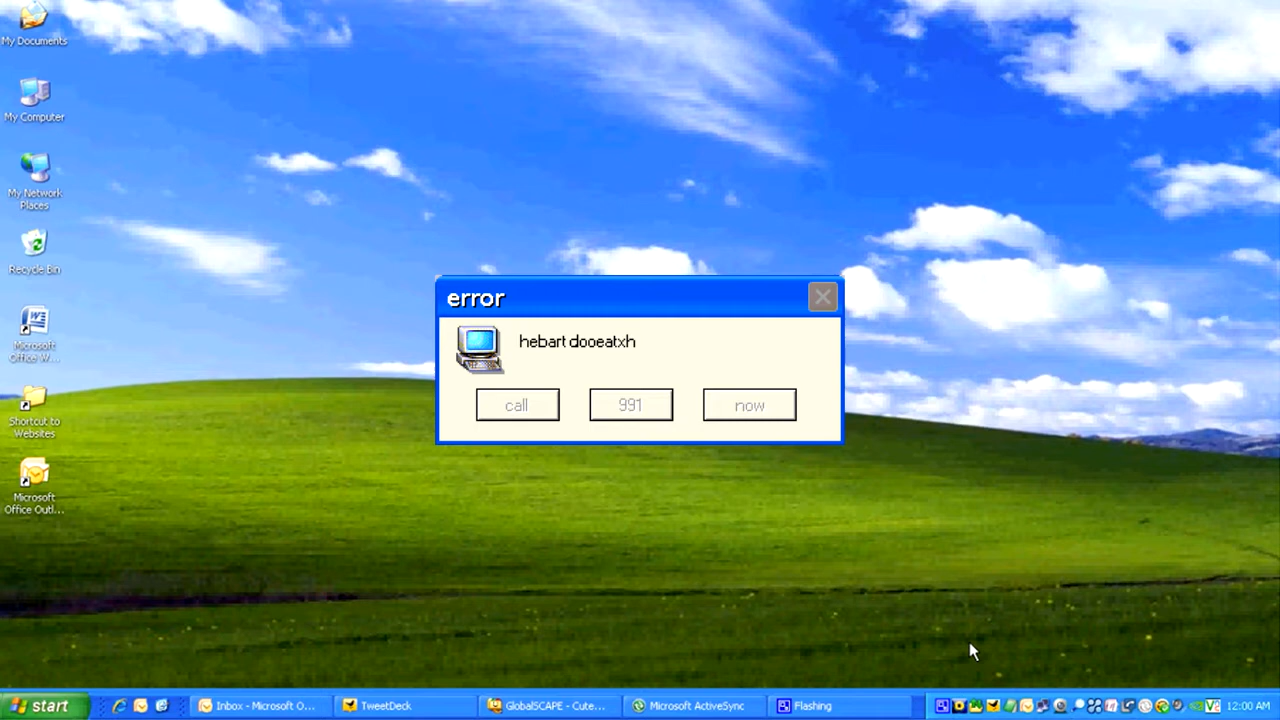 My Documents
My Computer
My Network
Places
Recycle Bin
Microsoft
Office W...
Shortcut to
Websites
Microsoft
Office Outl...
error
hebart dooeatxh
call
991
now
start
Inbox - Microsoft O...
TweetDeck
GlobalSCAPE - Cute...
Microsoft ActiveSync
Flashing
12:00 AM